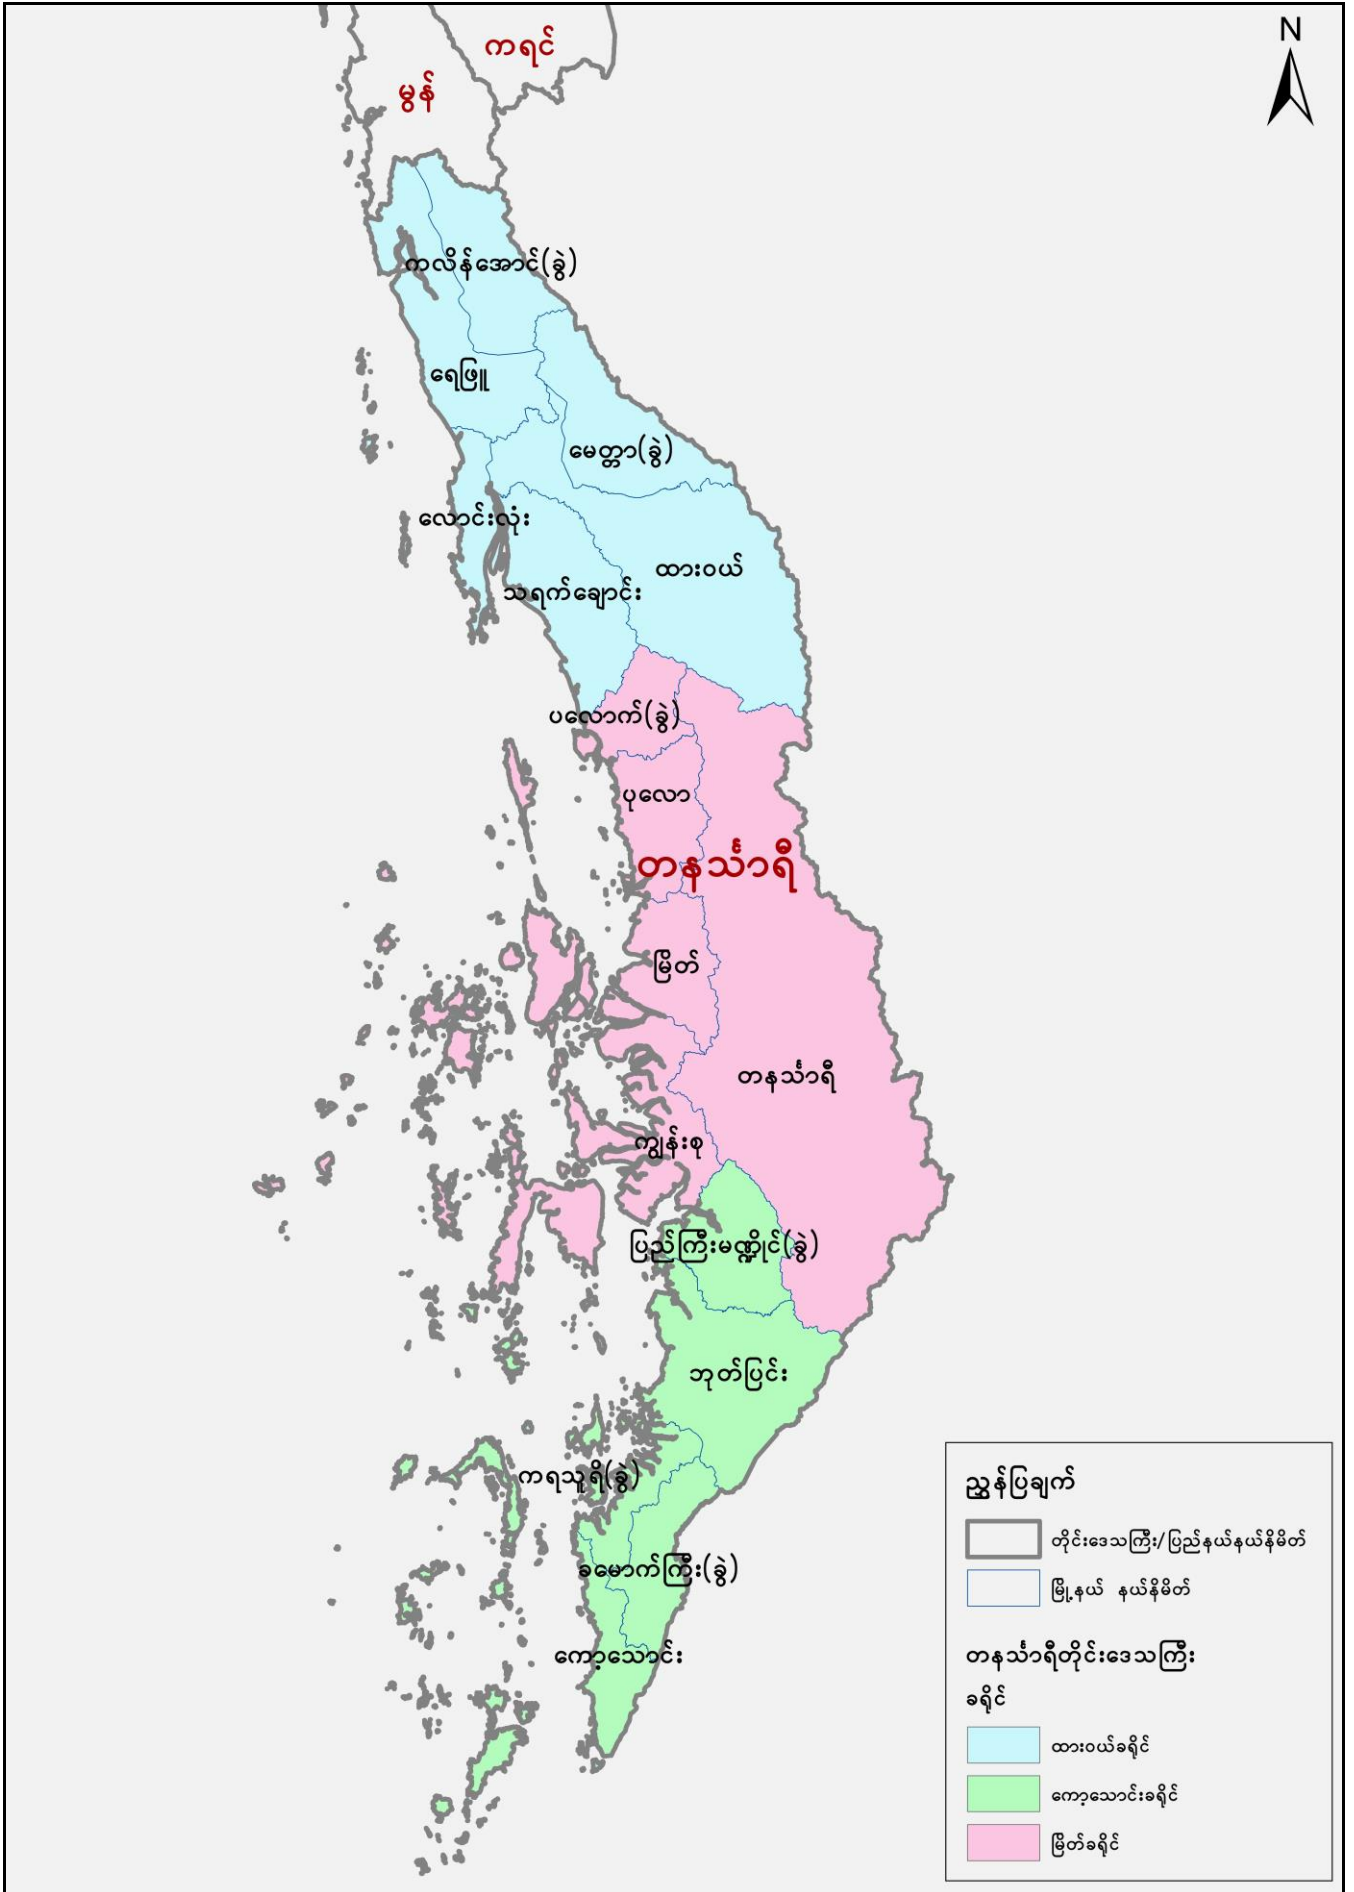 N
ကရင်
မွန်
ကလိန်အောင်(ခွဲ)
ရေဖြူ
မေတ္တာ(ခွဲ)
လောင်းလုံး
ထားဝယ်
သရက်ချောင်း
ပလောက်(ခွဲ)
ပုလော
တနင်္သာရီ
မြိတ်
တနင်္သာရီ
ကျွန်းစု
ပြည်ကြီးမဏ္ဍိုင်(ခွဲ)
ဘုတ်ပြင်း
ကရသူရိ(ခွဲ)
ခမောက်ကြီး(ခွဲ)
ကော့သောင်း
ညွှန်ပြချက်
တိုင်းဒေသကြီး/ပြည်နယ်နယ်နိမိတ်
မြို့နယ် နယ်နိမိတ်
တနင်္သာရီတိုင်းဒေသကြီး
ခရိုင်
ထားဝယ်ခရိုင်
ကော့သောင်းခရိုင်
မြိတ်ခရိုင်